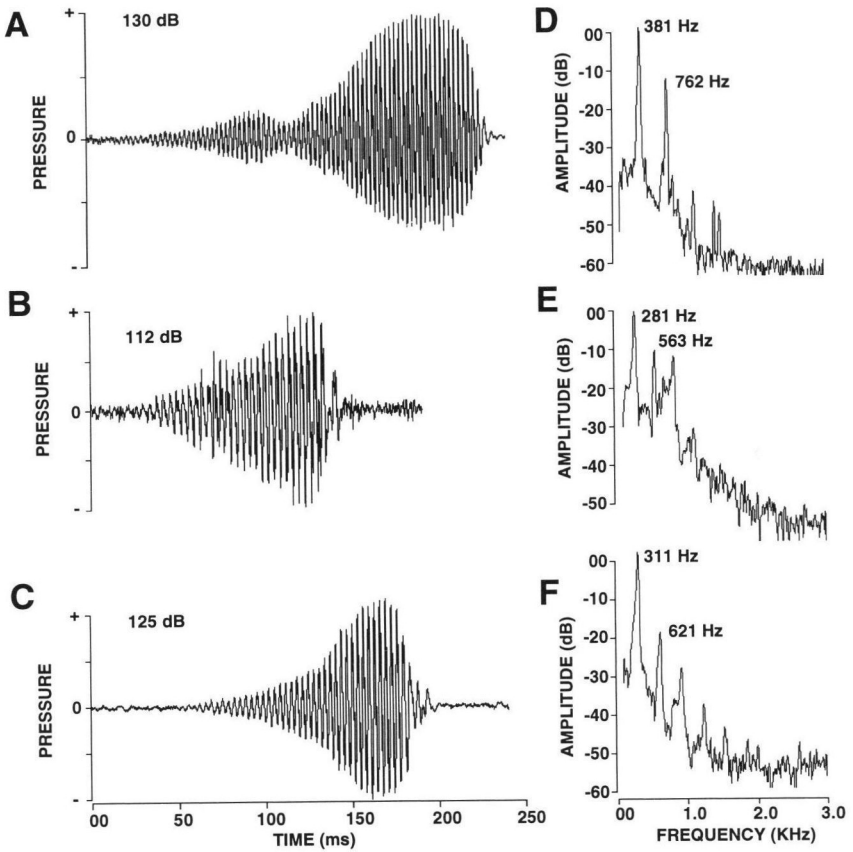 A
130 dB
+
0
-
PRESSURE
D
381 Hz
762 Hz
00
-10
-20
-30
-40
-50
-60
AMPLITUDE (dB)
B
112 dB
+
0
-
PRESSURE
E
281 Hz
563 Hz
00
-10
-20
-30
-40
-50
AMPLITUDE (dB)
C
125 dB
+
0
-
PRESSURE
00 50 100 150 200 250
TIME (ms)
F
311 Hz
621 Hz
00
-10
-20
-30
-40
-50
-60
AMPLITUDE (dB)
00 1.0 2.0 3.0
FREQUENCY (KHz)